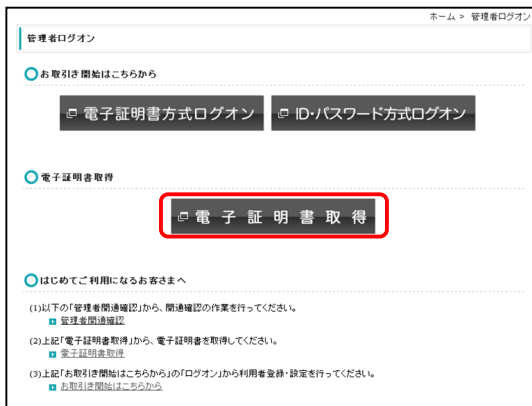 ホーム > 管理者ログオン
管理者ログオン
お取引き開始はこちらから
電子証明書方式ログオン ID・パスワード方式ログオン
電子証明書取得
電子証明書取得
はじめてご利用になるお客さまへ
(1)以下の「管理者開通確認」から、開通確認の作業を行ってください。
管理者開通確認
(2)上記「電子証明書取得」から、電子証明書を取得してください。
電子証明書取得
(3)上記「お取引き開始はこちらから」の「ログオン」から利用者登録・設定を行ってください。
お取引き開始はこちらから